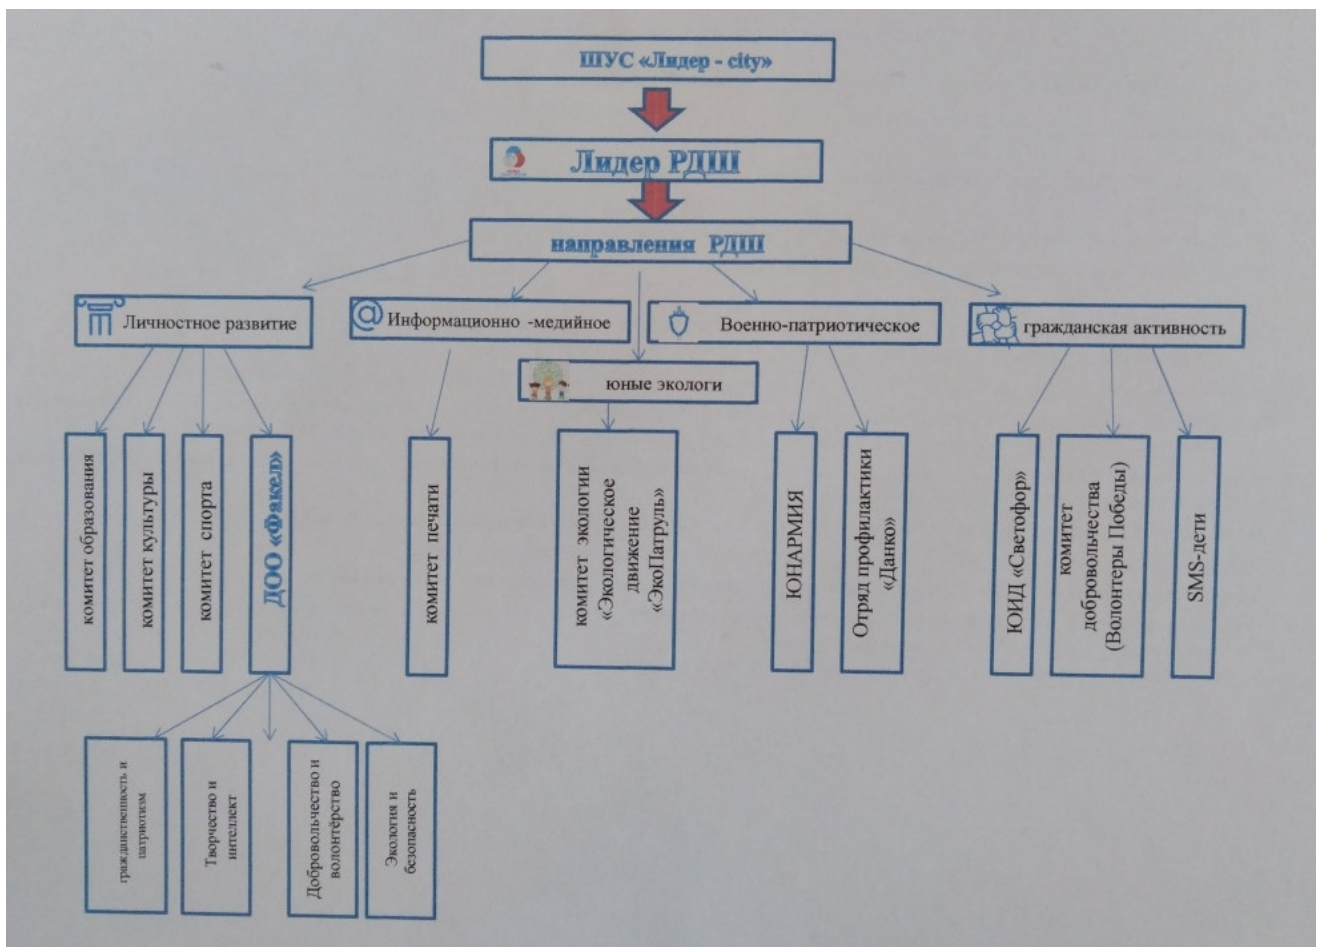 ШУС «Лидер - city»
Лидер РДШ
направления РДШ
Личностное развитие
Информационно -медийное
Военно-патриотическое
гражданская активность
юные экологи
комитет образования
комитет культуры
комитет спорта
ДОО «Факел»
комитет печати
комитет экологии
«Экологическое
движение
«ЭкоПатруль»
ЮНАРМИЯ
Отряд профилактики
«Данко»
ЮИД «Светофор»
комитет
добровольчества
(Волонтеры Победы)
SMS-дети
гражданственность и
патриотизм
Творчество и
интеллект
Добровольчество и
волонтёрство
Экология и
безопасность